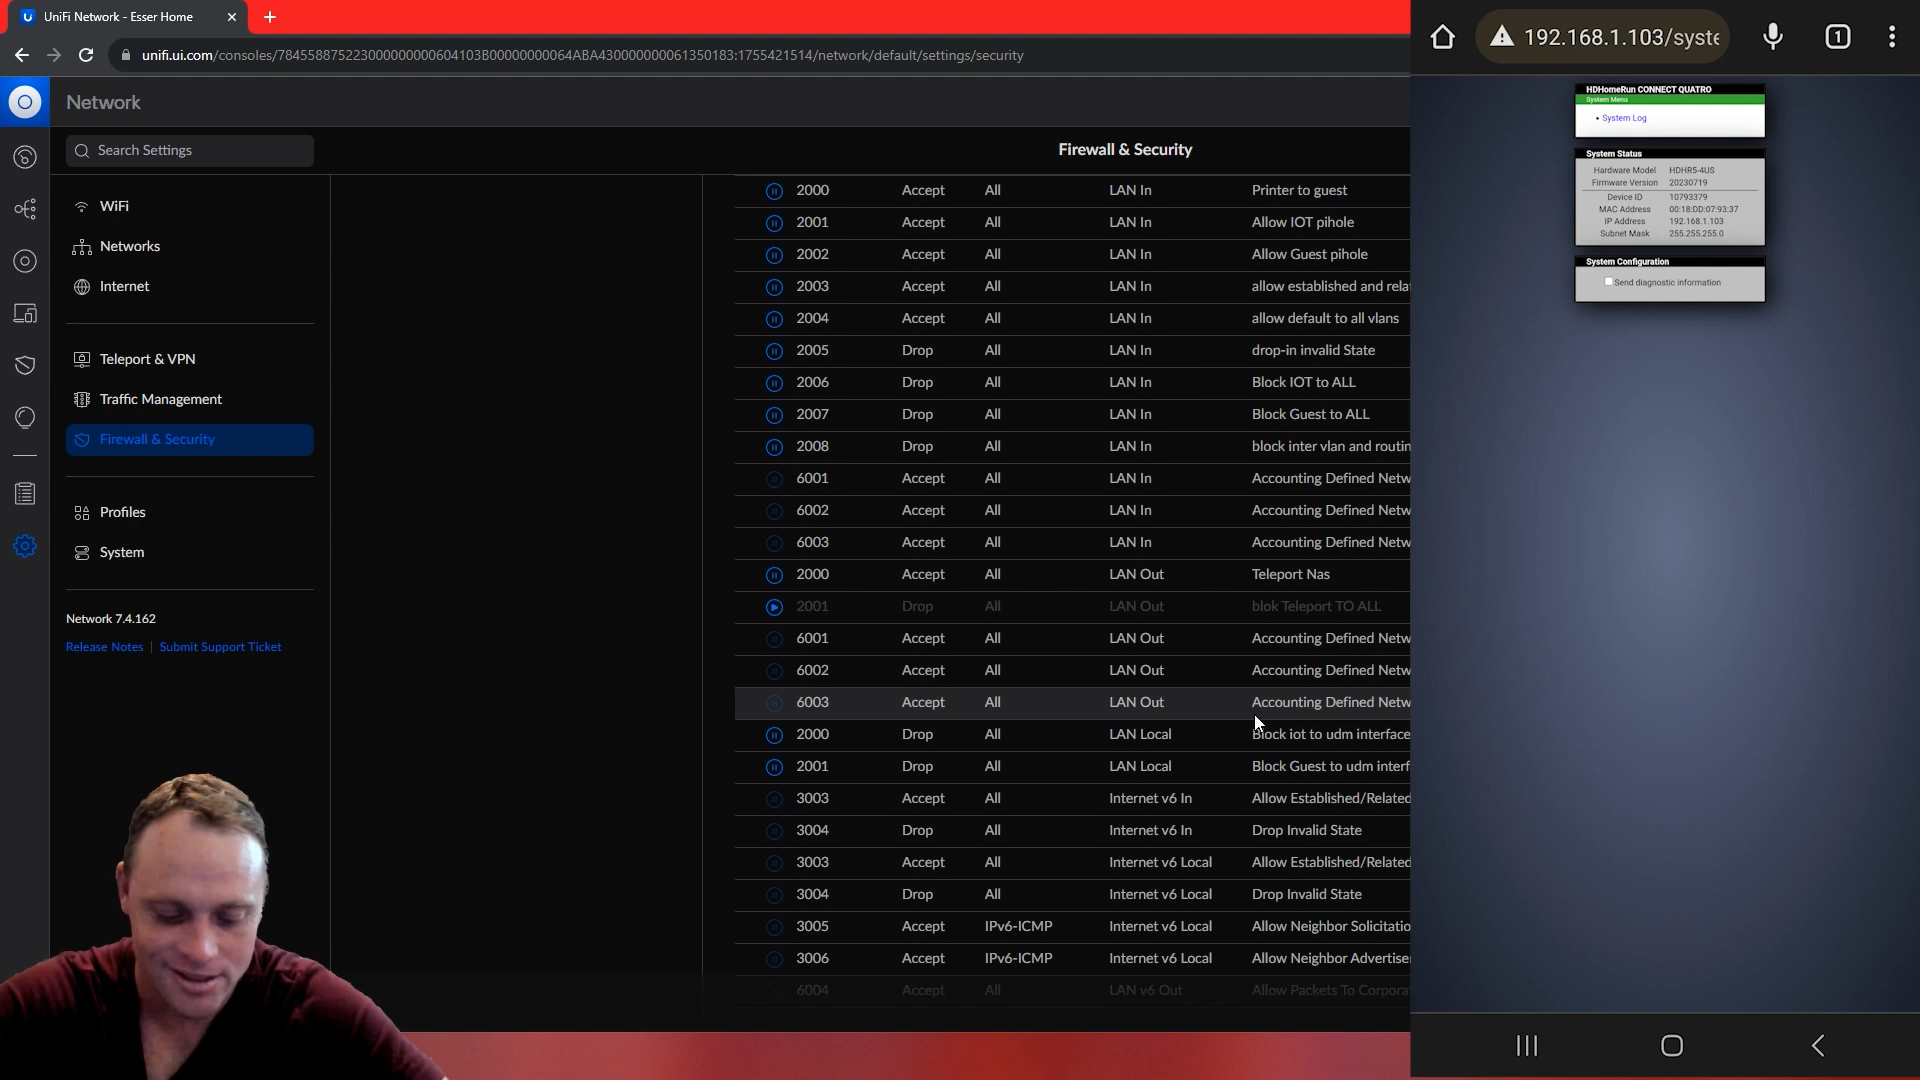 UniFi Network - Esser Home
unifi.ui.com/consoles/7845588752230000000000604103B00000000064ABA430000000061350183:1755421514/network/default/settings/security
Network
Search Settings
Firewall & Security
WiFi
Networks
Internet
Teleport & VPN
Traffic Management
Firewall & Security
Profiles
System
Network 7.4.162
Release Notes | Submit Support Ticket
2000 Accept All LAN In Printer to guest
2001 Accept All LAN In Allow IOT pihole
2002 Accept All LAN In Allow Guest pihole
2003 Accept All LAN In allow established and rela
2004 Accept All LAN In allow default to all vlans
2005 Drop All LAN In drop-in invalid State
2006 Drop All LAN In Block IOT to ALL
2007 Drop All LAN In Block Guest to ALL
2008 Drop All LAN In block inter vlan and routin
6001 Accept All LAN In Accounting Defined Netw
6002 Accept All LAN In Accounting Defined Netw
6003 Accept All LAN In Accounting Defined Netw
2000 Accept All LAN Out Teleport Nas
2001 Drop All LAN Out blok Teleport TO ALL
6001 Accept All LAN Out Accounting Defined Netw
6002 Accept All LAN Out Accounting Defined Netw
6003 Accept All LAN Out Accounting Defined Netw
2000 Drop All LAN Local Block iot to udm interface
2001 Drop All LAN Local Block Guest to udm interf
3003 Accept All Internet v6 In Allow Established/Related
3004 Drop All Internet v6 In Drop Invalid State
3003 Accept All Internet v6 Local Allow Established/Related
3004 Drop All Internet v6 Local Drop Invalid State
3005 Accept IPv6-ICMP Internet v6 Local Allow Neighbor Solicitatio
3006 Accept IPv6-ICMP Internet v6 Local Allow Neighbor Advertise
6004 Accept All LAN v6 Out Allow Packets To Corpora
192.168.1.103/syste
1
HDHomeRun CONNECT QUATRO
System Menu
• System Log
System Status
Hardware Model HDHR5-4US
Firmware Version 20230719
Device ID 10793379
MAC Address 00:18:DD:07:93:37
IP Address 192.168.1.103
Subnet Mask 255.255.255.0
System Configuration
Send diagnostic information